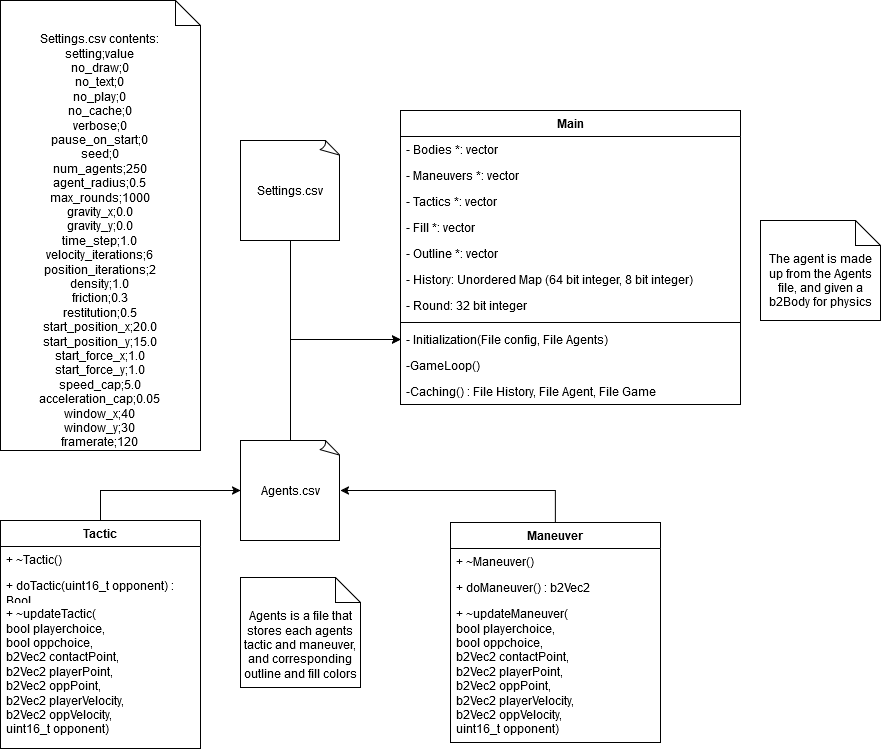 Settings.csv contents:
setting;value
no_draw;0
no_text;0
no_play;0
no_cache;0
verbose;0
pause_on_start;0
seed;0
num_agents;250
agent_radius;0.5
max_rounds;1000
gravity_x;0.0
gravity_y;0.0
time_step;1.0
velocity_iterations;6
position_iterations;2
density;1.0
friction;0.3
restitution;0.5
start_position_x;20.0
start_position_y;15.0
start_force_x;1.0
start_force_y;1.0
speed_cap;5.0
acceleration_cap;0.05
window_x;40
window_y;30
framerate;120
Settings.csv
Main
- Bodies *: vector
- Maneuvers *: vector
- Tactics *: vector
- Fill *: vector
- Outline *: vector
- History: Unordered Map (64 bit integer, 8 bit integer)
- Round: 32 bit integer
- Initialization(File config, File Agents)
-GameLoop()
-Caching() : File History, File Agent, File Game
The agent is made
up from the Agents
file, and given a
b2Body for physics
Agents.csv
Tactic
+ ~Tactic()
+ doTactic(uint16_t opponent) :
Bool
+ ~updateTactic(
bool playerchoice,
bool oppchoice,
b2Vec2 contactPoint,
b2Vec2 playerPoint,
b2Vec2 oppPoint,
b2Vec2 playerVelocity,
b2Vec2 oppVelocity,
uint16_t opponent)
Agents is a file that
stores each agents
tactic and maneuver,
and corresponding
outline and fill colors
Maneuver
+ ~Maneuver()
+ doManeuver() : b2Vec2
+ ~updateManeuver(
bool playerchoice,
bool oppchoice,
b2Vec2 contactPoint,
b2Vec2 playerPoint,
b2Vec2 oppPoint,
b2Vec2 playerVelocity,
b2Vec2 oppVelocity,
uint16_t opponent)